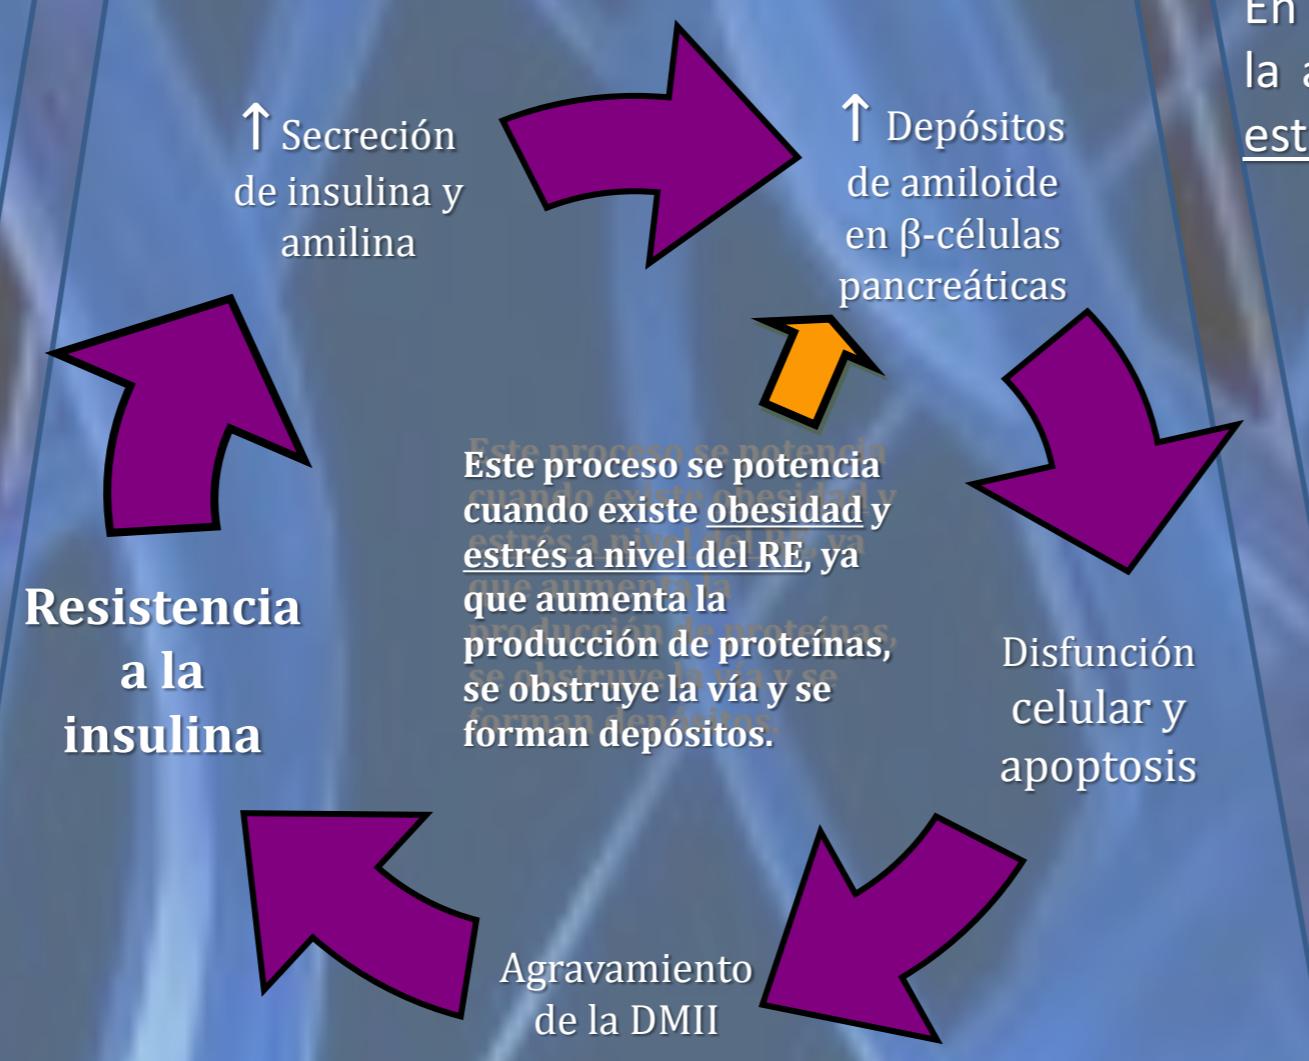 En
la
↑ Secreción
de insulina y
amilina
↑ Depósitos
de amiloide
en β-células
pancreáticas
Este proceso se potencia
cuando existe obesidad y
estrés a nivel del RE, ya
que aumenta la
producción de proteínas,
se obstruye la vía y se
forman depósitos.
Resistencia
a la
insulina
Disfunción
celular y
apoptosis
Agravamiento
de la DMII